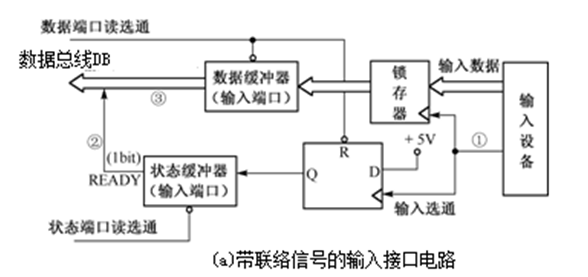 数据端口读选通
数据总线DB
③
数据缓冲器
(输入端口)
锁存器
输入数据
输入设备
①
②
(1bit)
READY
状态缓冲器
(输入端口)
Q
R
D
+5V
输入选通
状态端口读选通
(a)带联络信号的输入接口电路